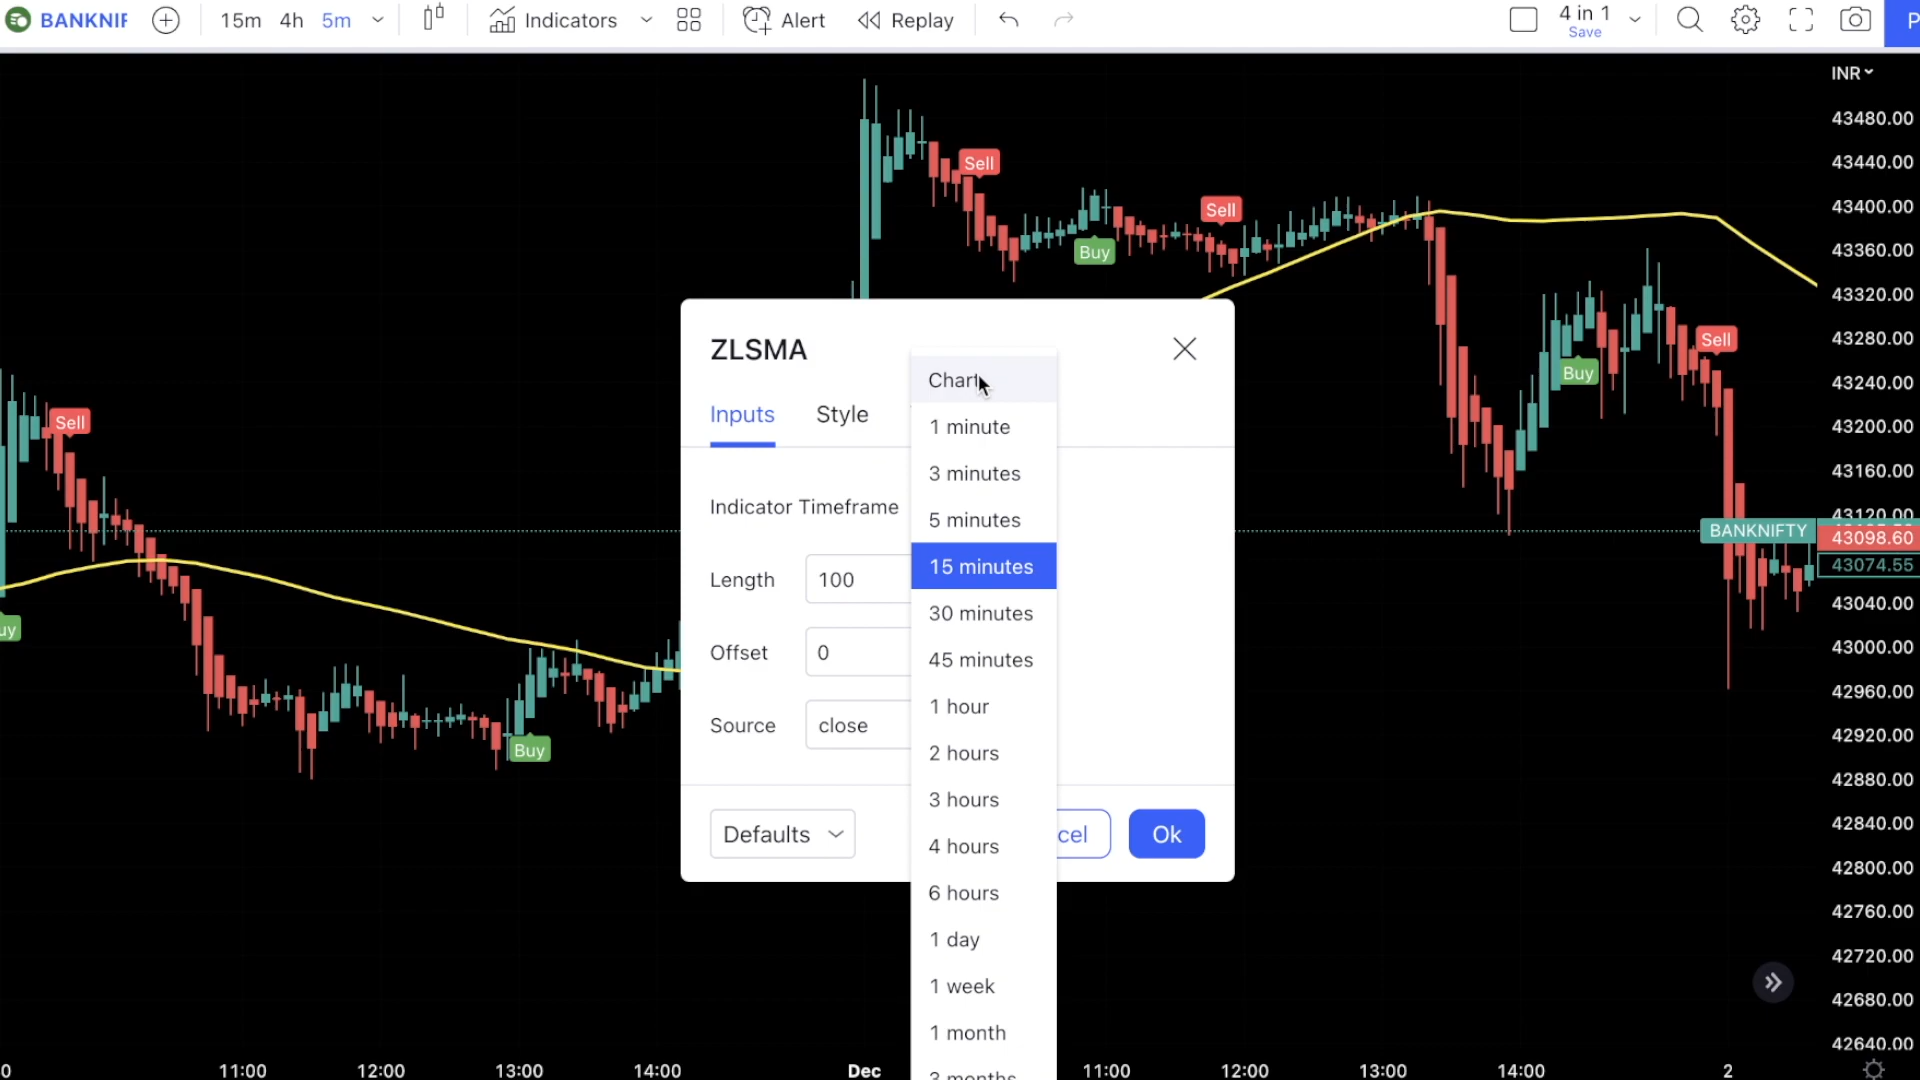 BANKNIF
15m 4h 5m
Indicators
Alert
Replay
4 in 1
Save
P
INR
43480.00
43440.00
43400.00
43360.00
43320.00
43280.00
43240.00
43200.00
43160.00
43120.00
BANKNIFTY
43098.60
43074.55
43040.00
43000.00
42960.00
42920.00
42880.00
42840.00
42800.00
42760.00
42720.00
42680.00
42640.00
Sell
Sell
Buy
Sell
Buy
Sell
uy
Buy
ZLSMA
Inputs
Style
Indicator Timeframe
Length
100
Offset
0
Source
close
Defaults
cel
Ok
Chart
1 minute
3 minutes
5 minutes
15 minutes
30 minutes
45 minutes
1 hour
2 hours
3 hours
4 hours
6 hours
1 day
1 week
1 month
3 months
0
11:00
12:00
13:00
14:00
Dec
11:00
12:00
13:00
14:00
2